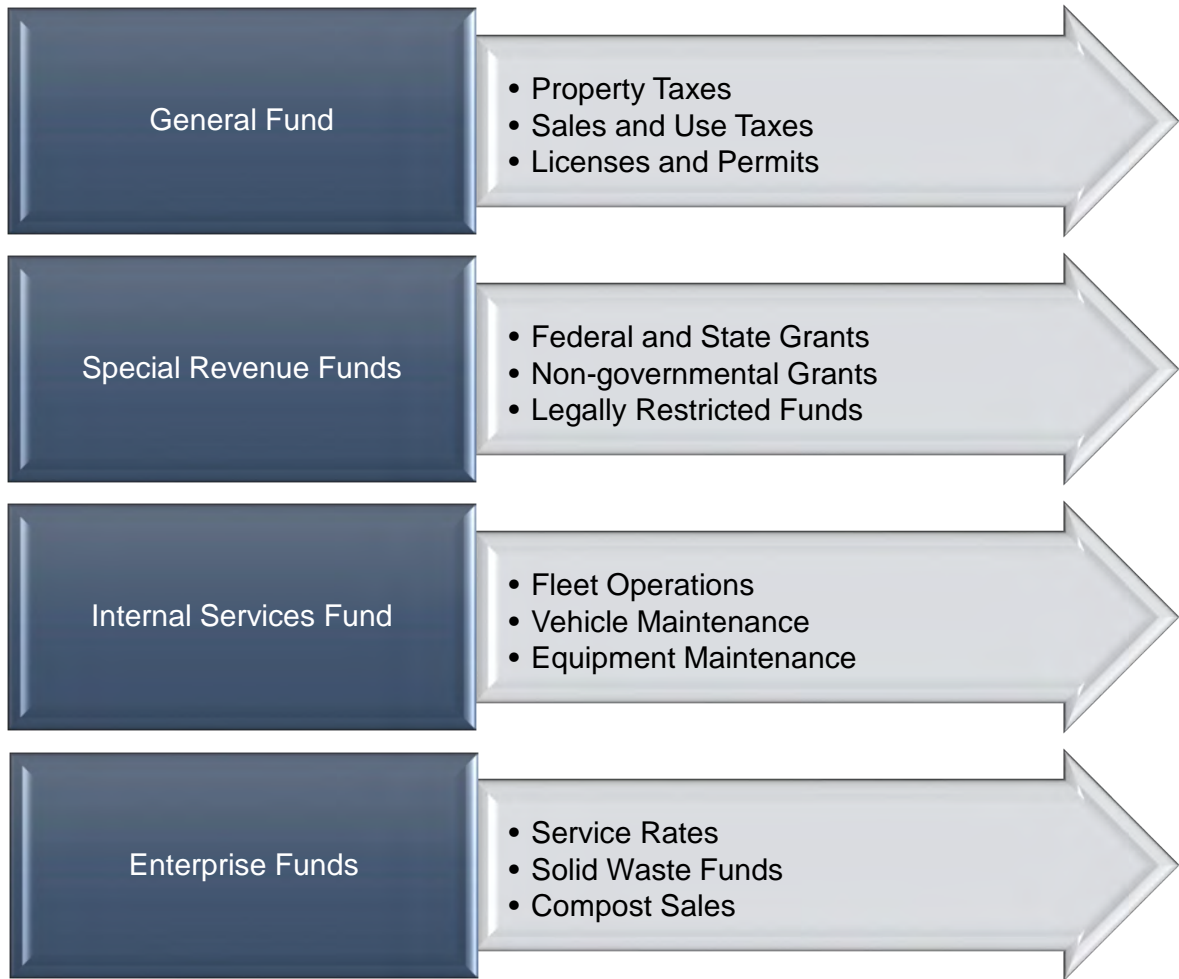 General Fund
• Property Taxes
• Sales and Use Taxes
• Licenses and Permits
Special Revenue Funds
• Federal and State Grants
• Non-governmental Grants
• Legally Restricted Funds
Internal Services Fund
• Fleet Operations
• Vehicle Maintenance
• Equipment Maintenance
Enterprise Funds
• Service Rates
• Solid Waste Funds
• Compost Sales